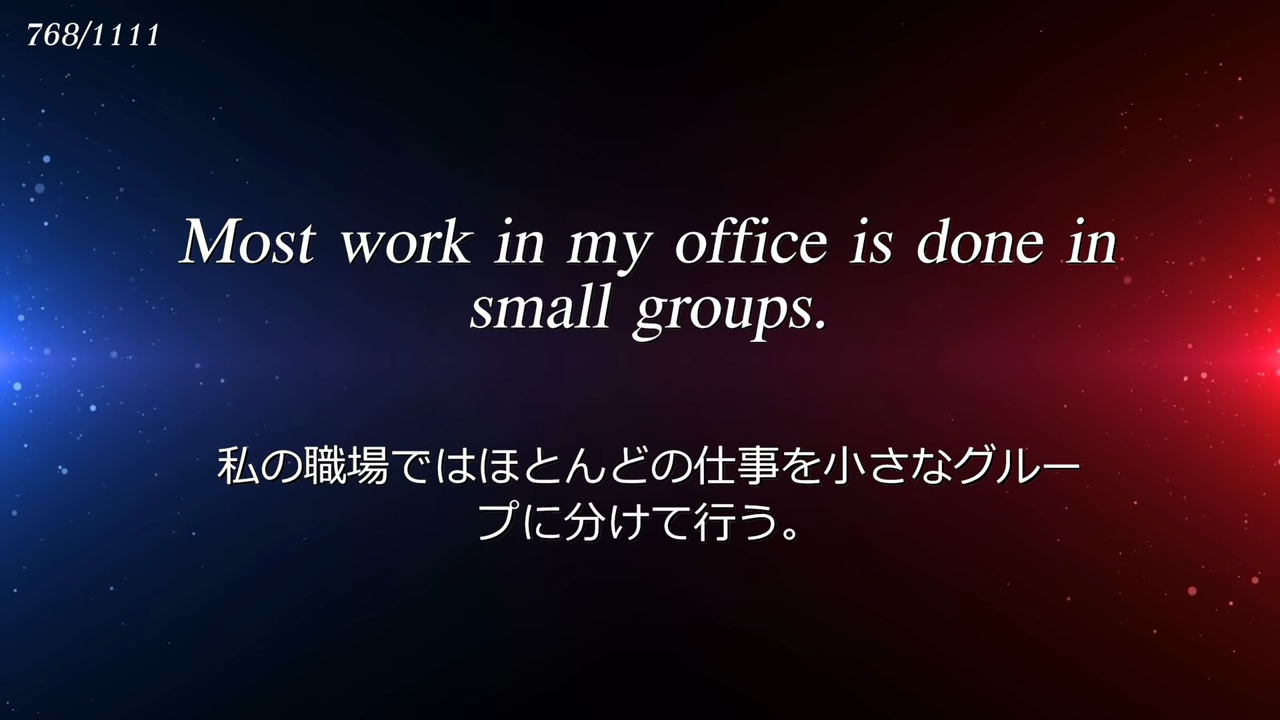 768/1111
Most work in my office is done in
small groups.
私の職場ではほとんどの仕事を小さなグルー
プに分けて行う。